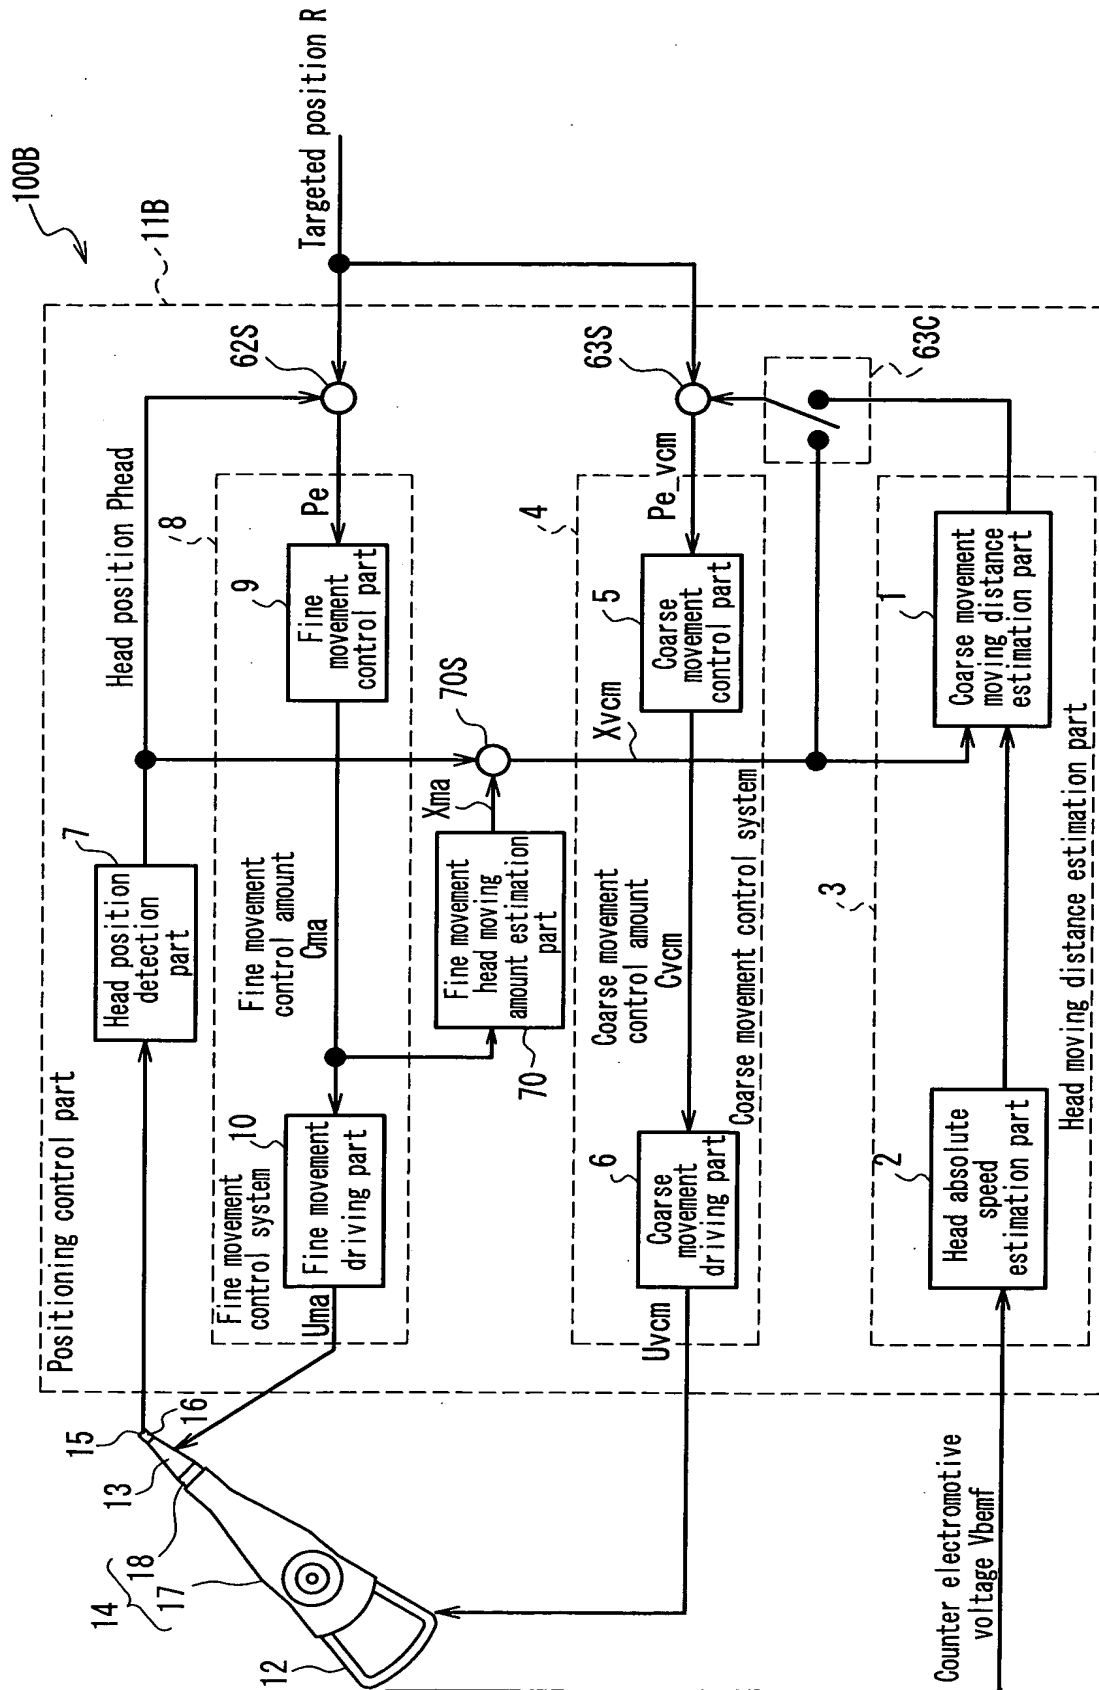 100B
11B
Targeted position R
Positioning control part
Head position Phead
62S
63S
63C
7
Head position
detection
part
8
Pe
9
Fine
movement
control part
Fine movement
control amount
Cma
10
Fine movement
driving part
Fine movement
control system
Uma
70S
Xma
Fine movement
head moving
amount estimation
part
70
4
Pe_vcm
5
Coarse
movement
control part
Xvcm
Coarse movement
control amount
Cvcm
6
Coarse
movement
driving part
Coarse movement control system
Uvcm
3
1
Coarse movement
moving distance
estimation part
2
Head absolute
speed
estimation part
Head moving distance estimation part
Counter electromotive
voltage Vbemf
15
16
13
18
17
14
12